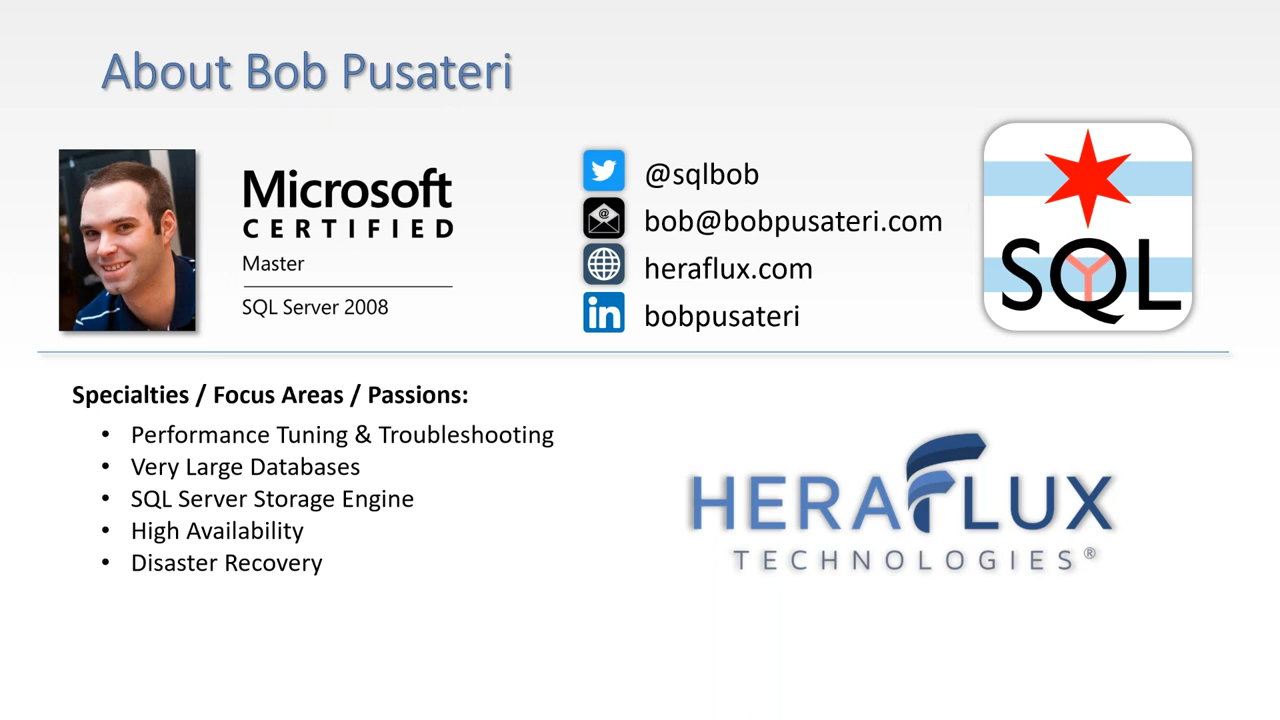 About Bob Pusateri
Microsoft
CERTIFIED
Master
SQL Server 2008
@sqlbob
bob@bobpusateri.com
heraflux.com
in bobpusateri
SQL
Specialties / Focus Areas / Passions:
• Performance Tuning & Troubleshooting
• Very Large Databases
• SQL Server Storage Engine
• High Availability
• Disaster Recovery
HERAFLUX
TECHNOLOGIES®